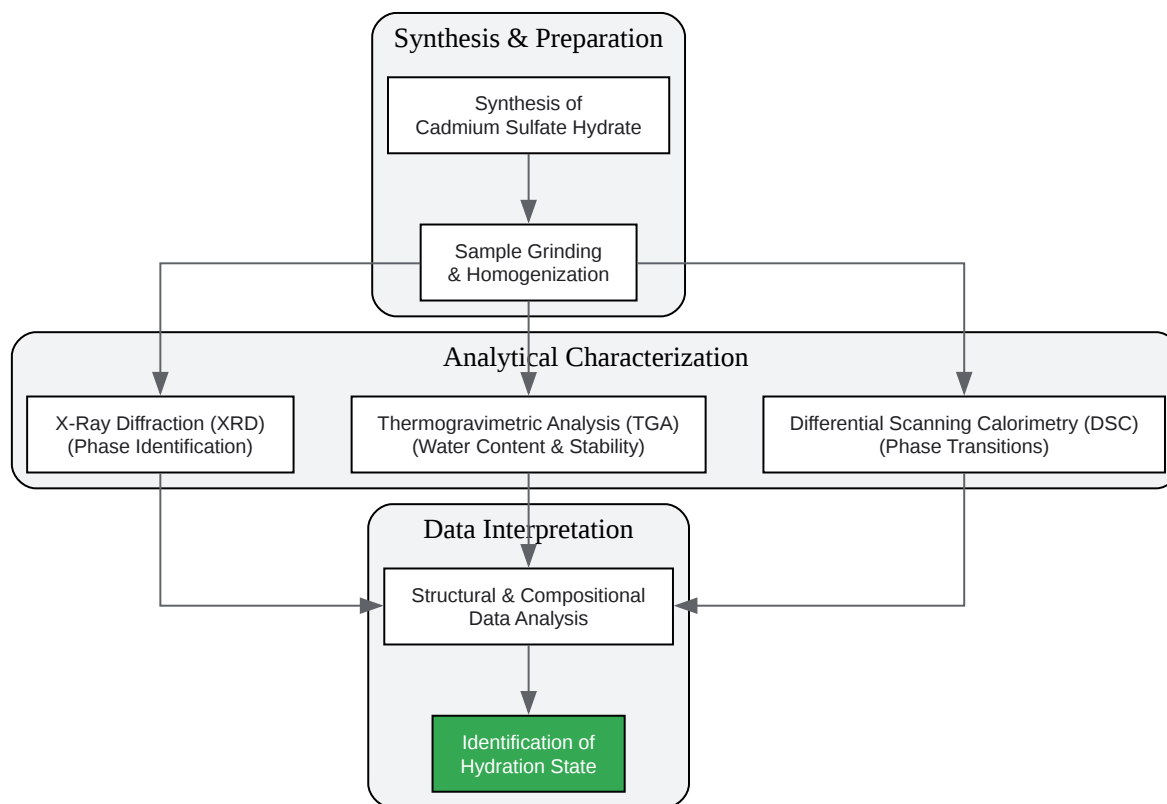 Synthesis & Preparation
Synthesis of
Cadmium Sulfate Hydrate
Sample Grinding
& Homogenization
Analytical Characterization
X-Ray Diffraction (XRD)
(Phase Identification)
Thermogravimetric Analysis (TGA)
(Water Content & Stability)
Differential Scanning Calorimetry (DSC)
(Phase Transitions)
Data Interpretation
Structural & Compositional
Data Analysis
Identification of
Hydration State